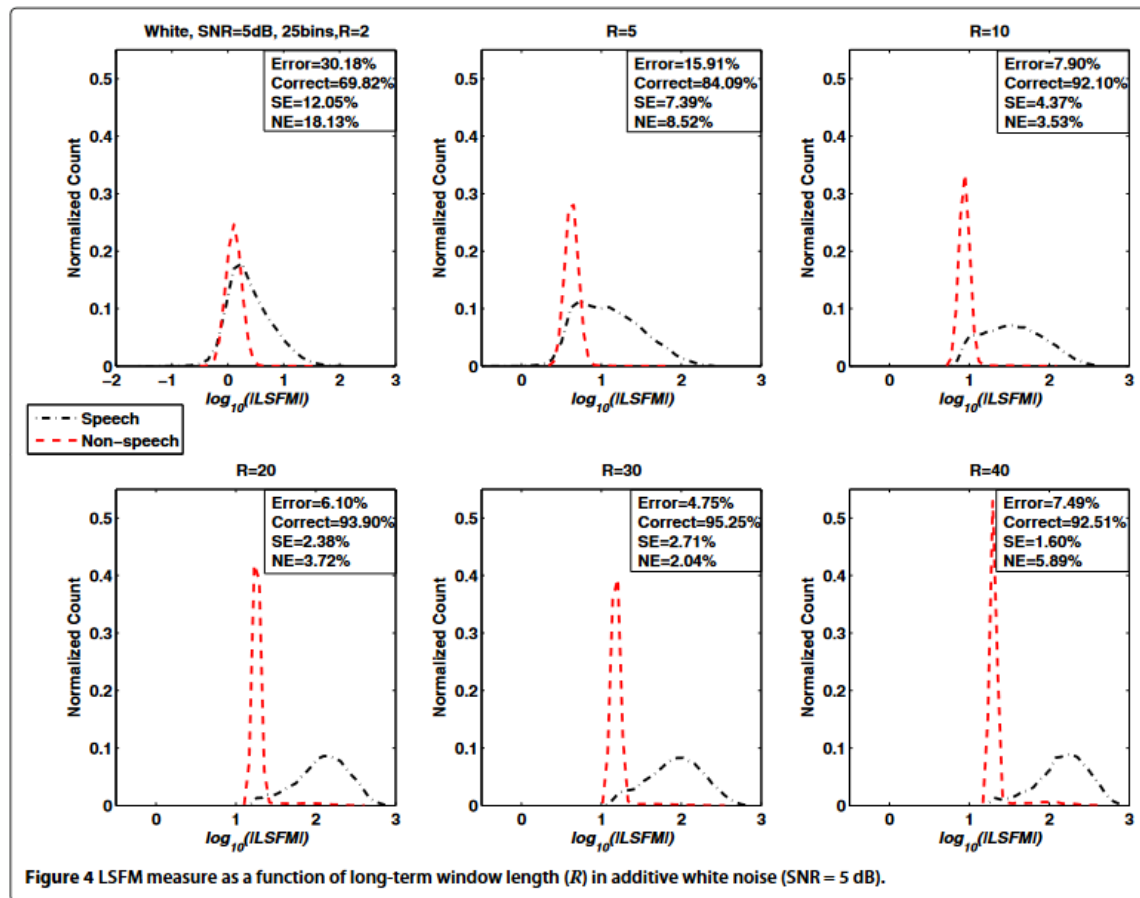 White, SNR=5dB, 25bins,R=2
Error=30.18%
Correct=69.82%
SE=12.05%
NE=18.13%
0.5
0.4
0.3
0.2
0.1
0
Normalized Count
−2 −1 0 1 2 3
log10(|LSFM|)
R=5
Error=15.91%
Correct=84.09%
SE=7.39%
NE=8.52%
0.5
0.4
0.3
0.2
0.1
0
Normalized Count
0 1 2 3
log10(|LSFM|)
R=10
Error=7.90%
Correct=92.10%
SE=4.37%
NE=3.53%
0.5
0.4
0.3
0.2
0.1
0
Normalized Count
0 1 2 3
log10(|LSFM|)
Speech
Non−speech
R=20
Error=6.10%
Correct=93.90%
SE=2.38%
NE=3.72%
0.5
0.4
0.3
0.2
0.1
0
Normalized Count
0 1 2 3
log10(|LSFM|)
R=30
Error=4.75%
Correct=95.25%
SE=2.71%
NE=2.04%
0.5
0.4
0.3
0.2
0.1
0
Normalized Count
0 1 2 3
log10(|LSFM|)
R=40
Error=7.49%
Correct=92.51%
SE=1.60%
NE=5.89%
0.5
0.4
0.3
0.2
0.1
0
Normalized Count
0 1 2 3
log10(|LSFM|)
Figure 4 LSFM measure as a function of long-term window length (R) in additive white noise (SNR = 5 dB).